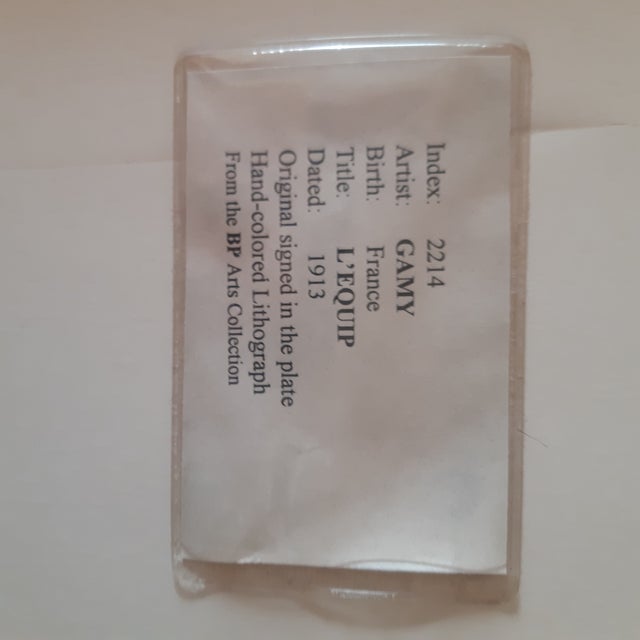 Index: 2214
Artist: GAMY
Birth: France
Title: L'EQUIP
Dated: 1913
Original signed in the plate
Hand-colored Lithograph
From the BP Arts Collection